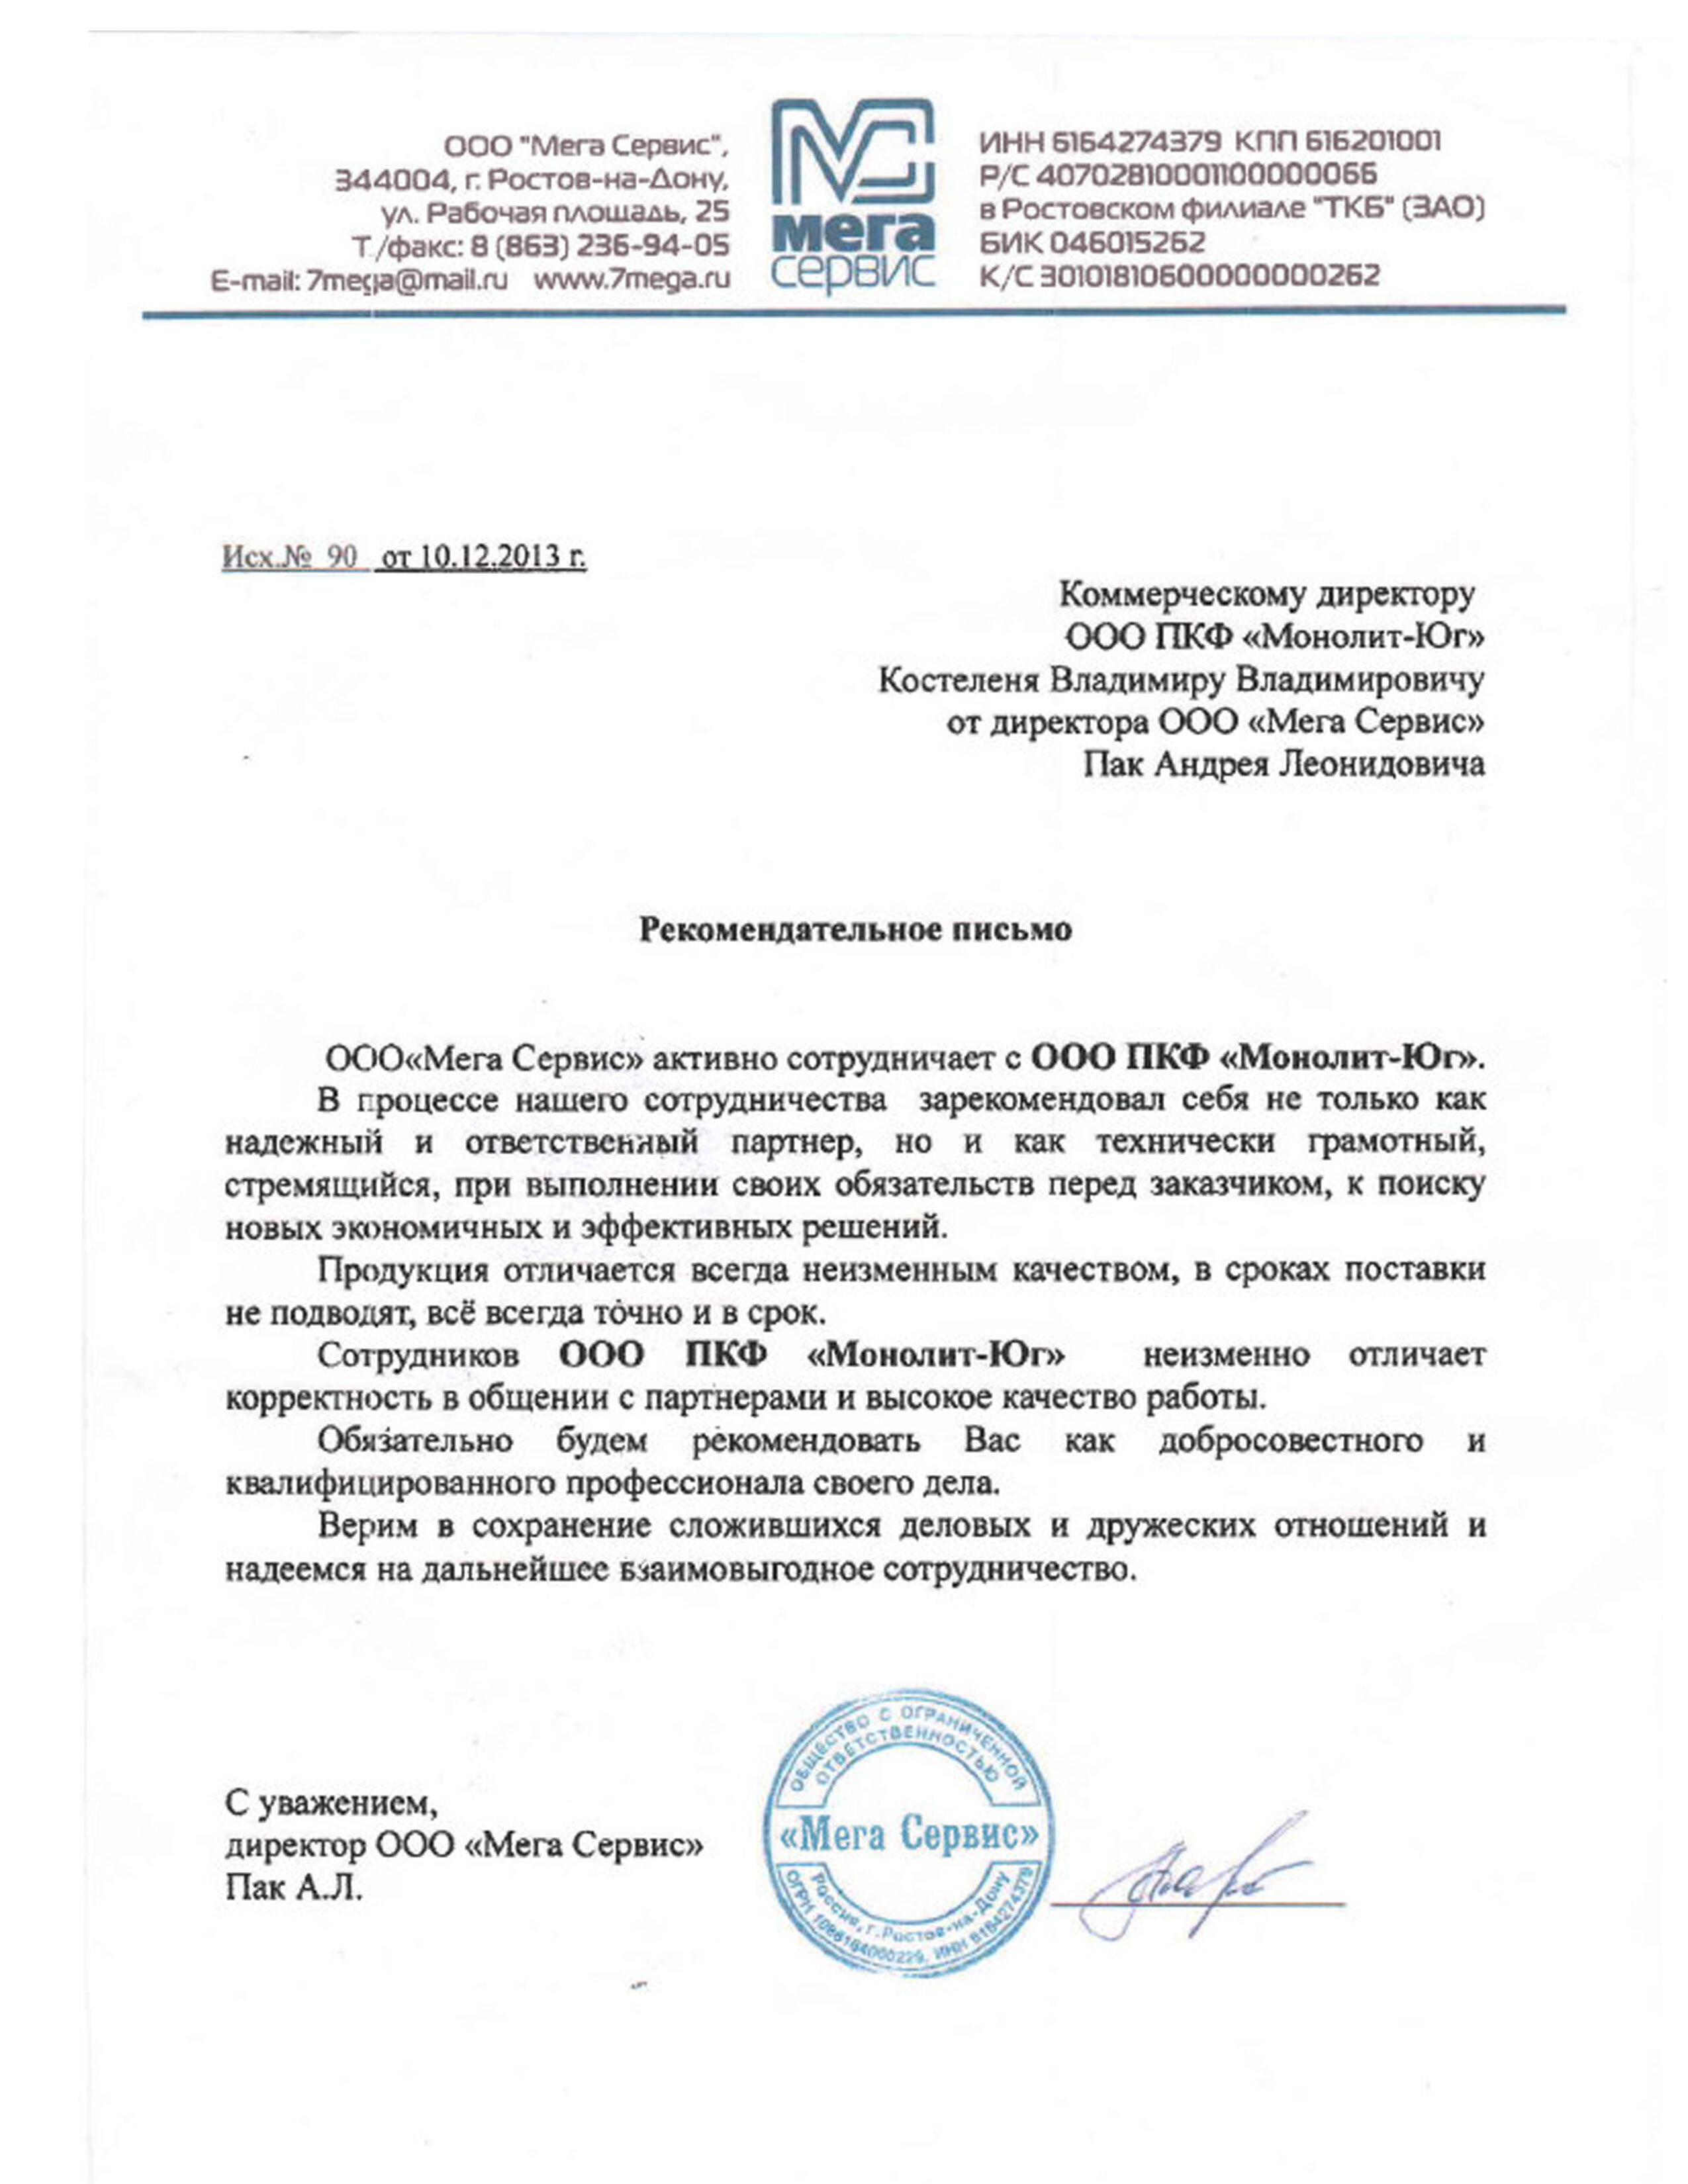 ООО "Мега Сервис",
344004, г. Ростов-на-Дону,
ул. Рабочая площадь, 25
Т./факс: 8 (863) 236-94-05
E-mail: 7mega@mail.ru www.7mega.ru
мега
сервис
ИНН 6164274379 КПП 616201001
Р/С 40702810001100000066
в Ростовском филиале "ТКБ" (ЗАО)
БИК 046015262
К/С 30101810600000000262
Исх.№ 90 от 10.12.2013 г.
Коммерческому директору
ООО ПКФ «Монолит-Юг»
Костеленя Владимиру Владимировичу
от директора ООО «Мега Сервис»
Пак Андрея Леонидовича
Рекомендательное письмо
ООО«Мега Сервис» активно сотрудничает с ООО ПКФ «Монолит-Юг».
В процессе нашего сотрудничества зарекомендовал себя не только как
надежный и ответственный партнер, но и как технически грамотный,
стремящийся, при выполнении своих обязательств перед заказчиком, к поиску
новых экономичных и эффективных решений.
Продукция отличается всегда неизменным качеством, в сроках поставки
не подводят, всё всегда точно и в срок.
Сотрудников ООО ПКФ «Монолит-Юг» неизменно отличает
корректность в общении с партнерами и высокое качество работы.
Обязательно будем рекомендовать Вас как добросовестного и
квалифицированного профессионала своего дела.
Верим в сохранение сложившихся деловых и дружеских отношений и
надеемся на дальнейшее взаимовыгодное сотрудничество.
С уважением,
директор ООО «Мега Сервис»
Пак А.Л.
ОБЩЕСТВО С ОГРАНИЧЕННОЙ
ОТВЕТСТВЕННОСТЬЮ
«Мега Сервис»
Россия, г. Ростов-на-Дону
ОГРН 1086164000229, ИНН 6164274379